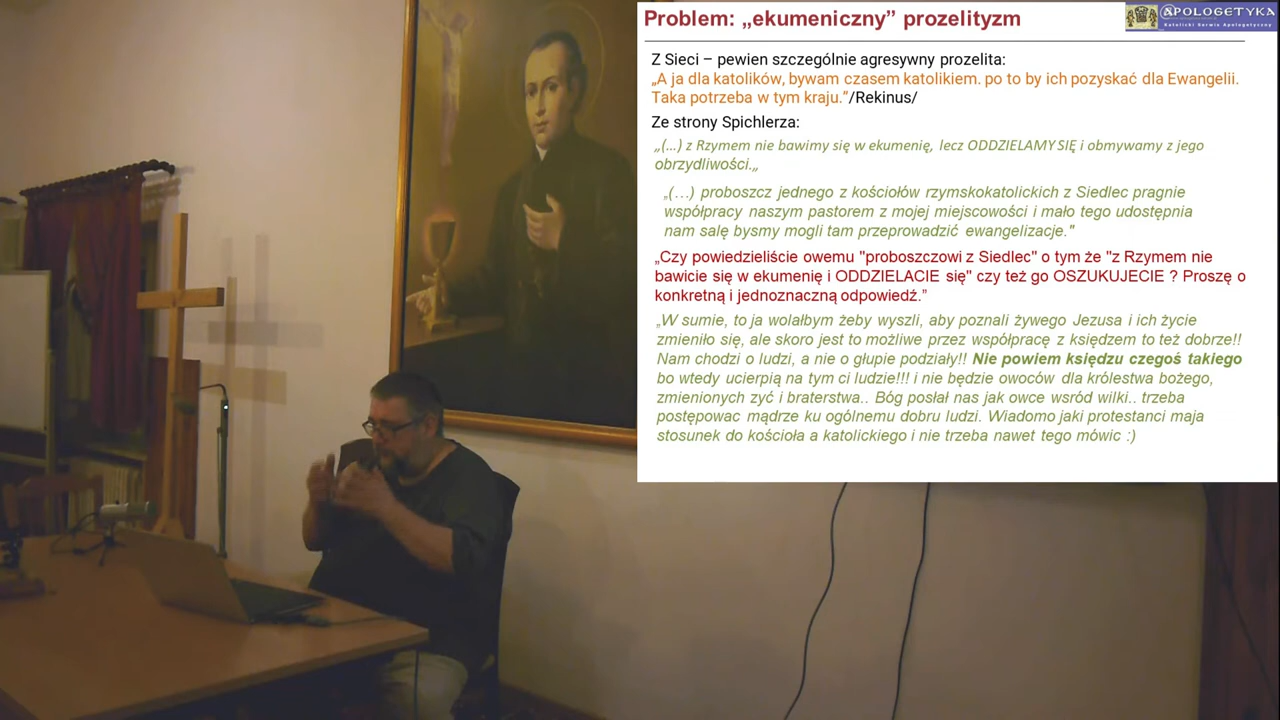 Problem: „ekumeniczny” prozelityzm
@POLOGETYKA
Katolicki Serwis Apologetyczny
Z Sieci – pewien szczególnie agresywny prozelita:
„A ja dla katolików, bywam czasem katolikiem. po to by ich pozyskać dla Ewangelii.
Taka potrzeba w tym kraju.”/Rekinus/
Ze strony Spichlerza:
„(...) z Rzymem nie bawimy się w ekumenię, lecz ODDZIELAMY SIĘ i obmywamy z jego
obrzydliwości.„
„(…) proboszcz jednego z kościołów rzymskokatolickich z Siedlec pragnie
współpracy naszym pastorem z mojej miejscowości i mało tego udostępnia
nam salę bysmy mogli tam przeprowadzić ewangelizacje."
„Czy powiedzieliście owemu "proboszczowi z Siedlec" o tym że "z Rzymem nie
bawicie się w ekumenię i ODDZIELACIE się" czy też go OSZUKUJECIE ? Proszę o
konkretną i jednoznaczną odpowiedź.”
„W sumie, to ja wolałbym żeby wyszli, aby poznali żywego Jezusa i ich życie
zmieniło się, ale skoro jest to możliwe przez współpracę z księdzem to też dobrze!!
Nam chodzi o ludzi, a nie o głupie podziały!! Nie powiem księdzu czegoś takiego
bo wtedy ucierpią na tym ci ludzie!!! i nie będzie owoców dla królestwa bożego,
zmienionych zyć i braterstwa.. Bóg posłał nas jak owce wsród wilki.. trzeba
postępowac mądrze ku ogólnemu dobru ludzi. Wiadomo jaki protestanci maja
stosunek do kościoła a katolickiego i nie trzeba nawet tego mówic :)